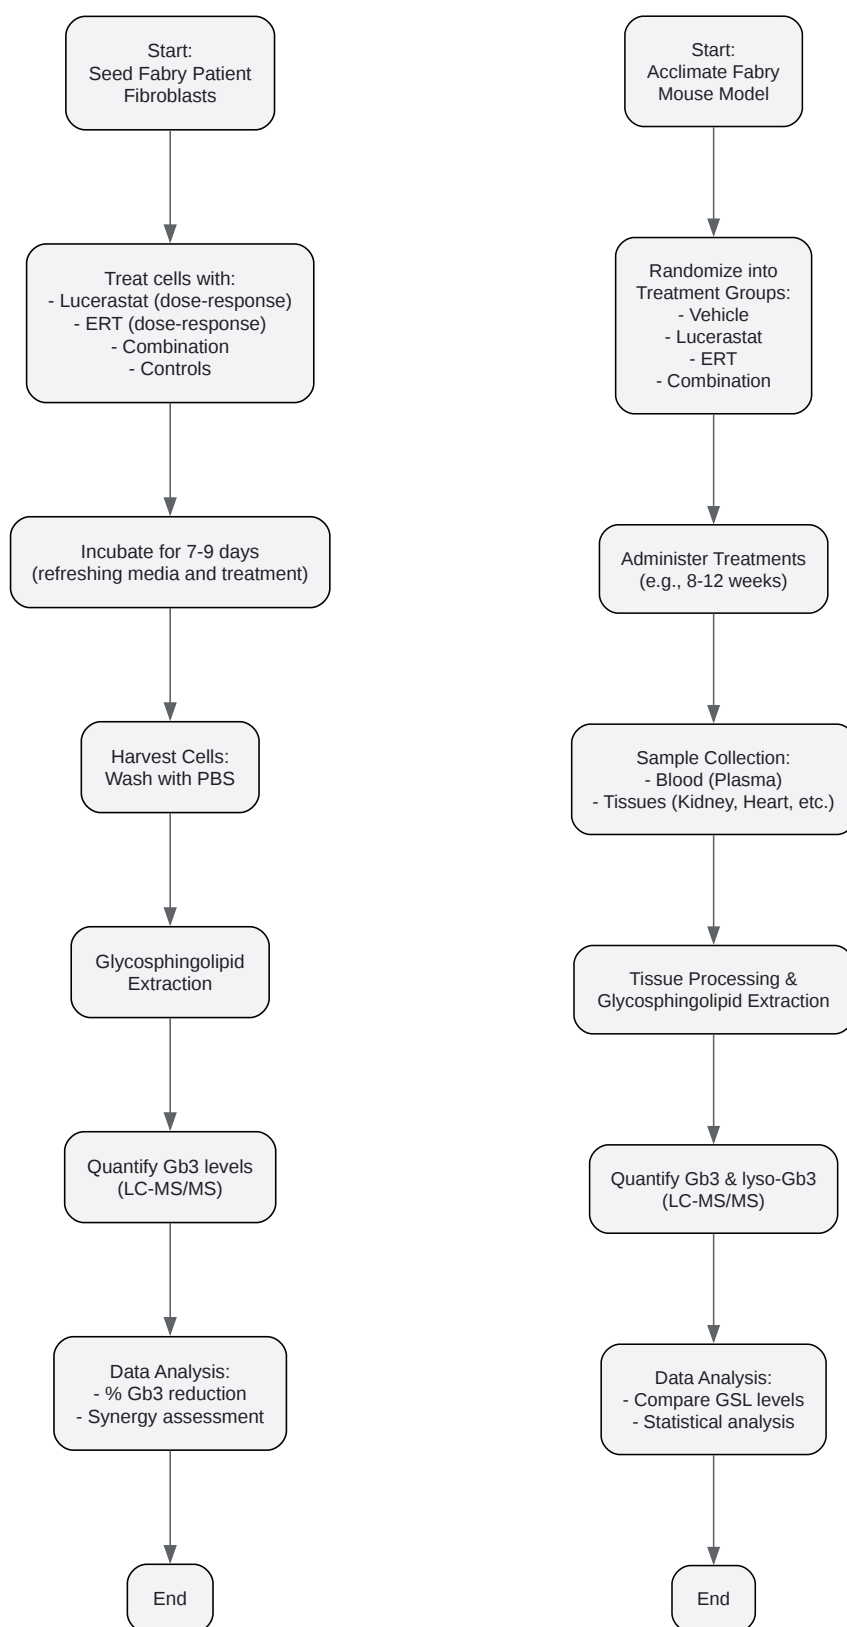 Start:
Seed Fabry Patient
Fibroblasts
Treat cells with:
- Lucerastat (dose-response)
- ERT (dose-response)
- Combination
- Controls
Incubate for 7-9 days
(refreshing media and treatment)
Harvest Cells:
Wash with PBS
Glycosphingolipid
Extraction
Quantify Gb3 levels
(LC-MS/MS)
Data Analysis:
- % Gb3 reduction
- Synergy assessment
End
Start:
Acclimate Fabry
Mouse Model
Randomize into
Treatment Groups:
- Vehicle
- Lucerastat
- ERT
- Combination
Administer Treatments
(e.g., 8-12 weeks)
Sample Collection:
- Blood (Plasma)
- Tissues (Kidney, Heart, etc.)
Tissue Processing &
Glycosphingolipid Extraction
Quantify Gb3 & lyso-Gb3
(LC-MS/MS)
Data Analysis:
- Compare GSL levels
- Statistical analysis
End